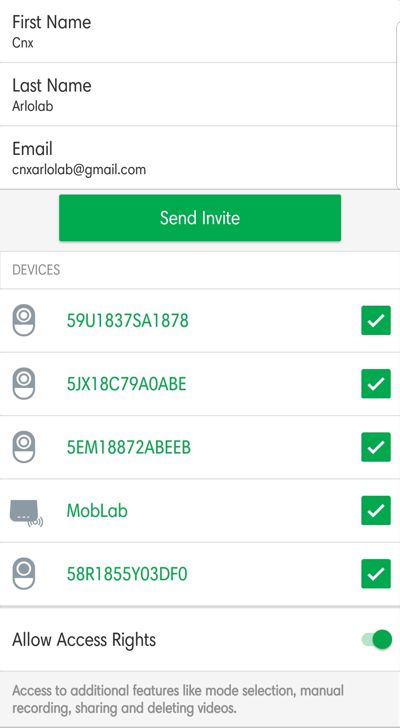 First Name
Cnx
Last Name
Arlolab
Email
cnxarlolab@gmail.com
Send Invite
DEVICES
59U1837SA1878
5JX18C79A0ABE
5EM18872ABEEB
MobLab
58R1855Y03DF0
Allow Access Rights
Access to additional features like mode selection, manual
recording, sharing and deleting videos.